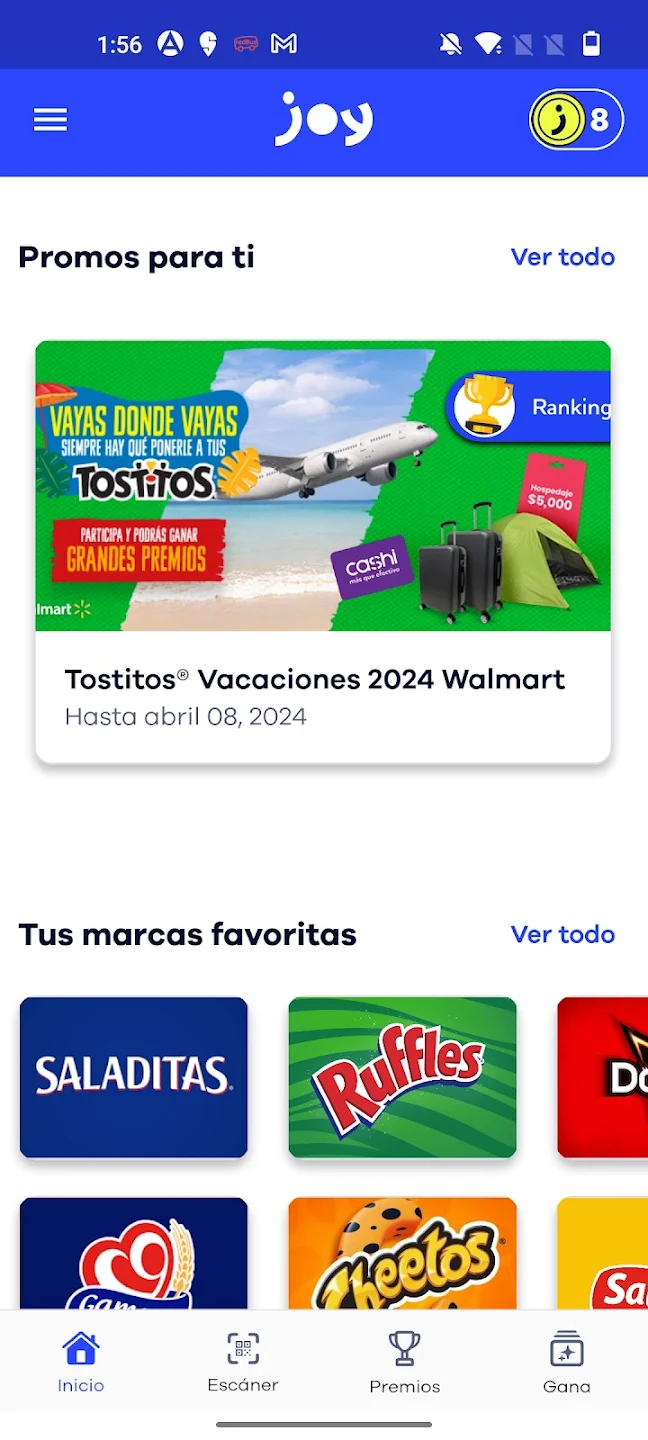 1:56
redBus
joy
8
Promos para ti
Ver todo
VAYAS DONDE VAYAS
SIEMPRE HAY QUÉ PONERLE A TUS
TOSTITOS
PARTICIPA Y PODRÁS GANAR
GRANDES PREMIOS
lmart
Ranking
Hospedaje
$5,000
cashi
más que efectivo
Tostitos® Vacaciones 2024 Walmart
Hasta abril 08, 2024
Tus marcas favoritas
Ver todo
SALADITAS®
Ruffles
Do
Game
Cheetos®
Sa
Inicio
Escáner
Premios
Gana